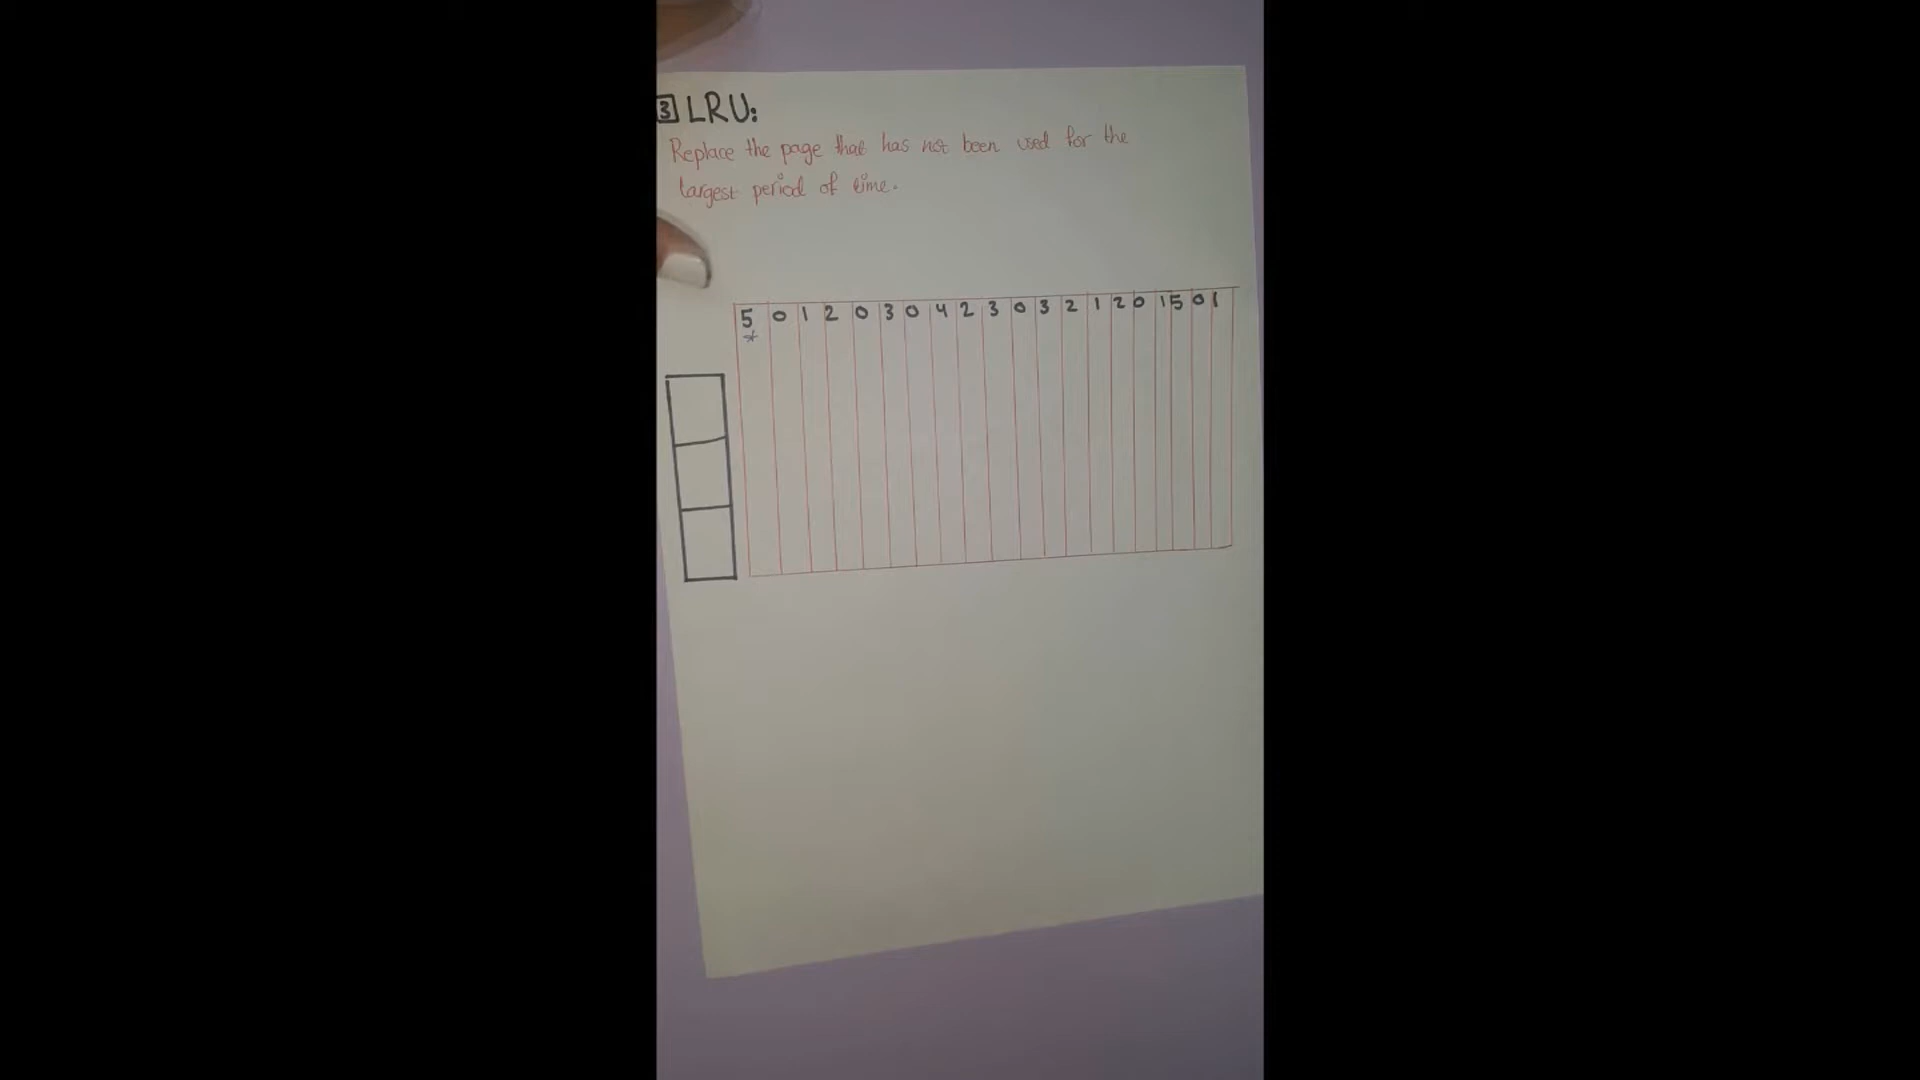 3 LRU:
Replace the page that has not been used for the
largest period of time.
5 0 1 2 0 3 0 4 2 3 0 3 2 1 2 0 1 5 0 1
*